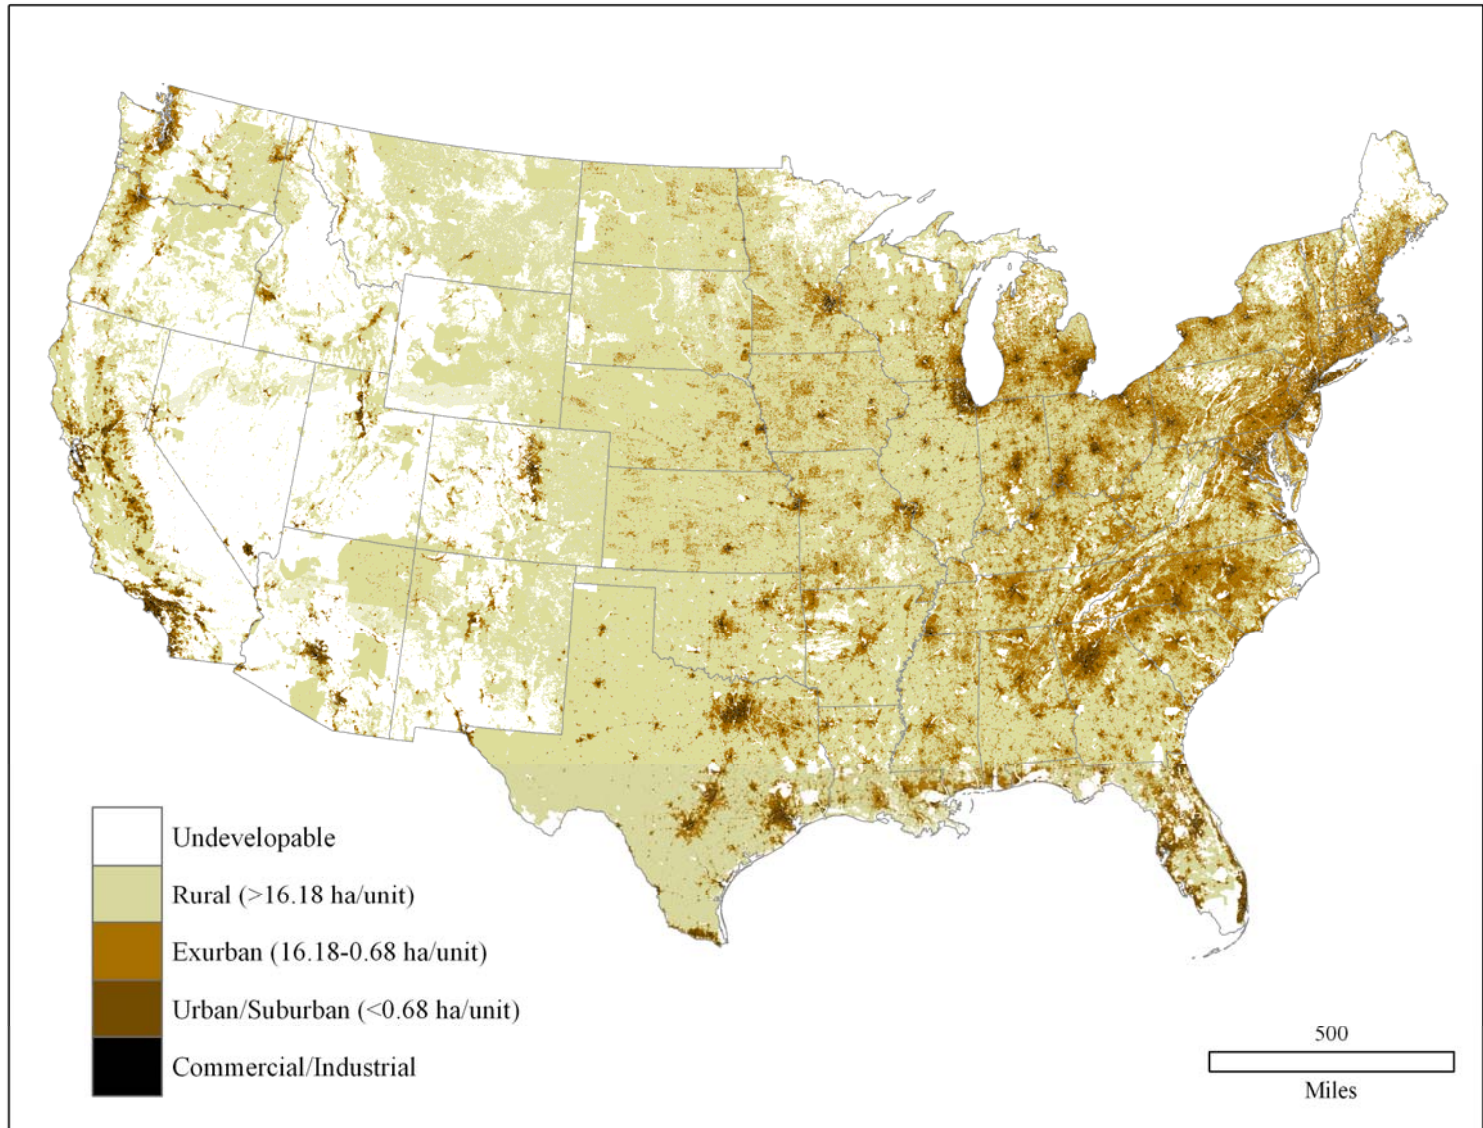 Undevelopable
Rural (>16.18 ha/unit)
Exurban (16.18-0.68 ha/unit)
Urban/Suburban (<0.68 ha/unit)
Commercial/Industrial
500
Miles